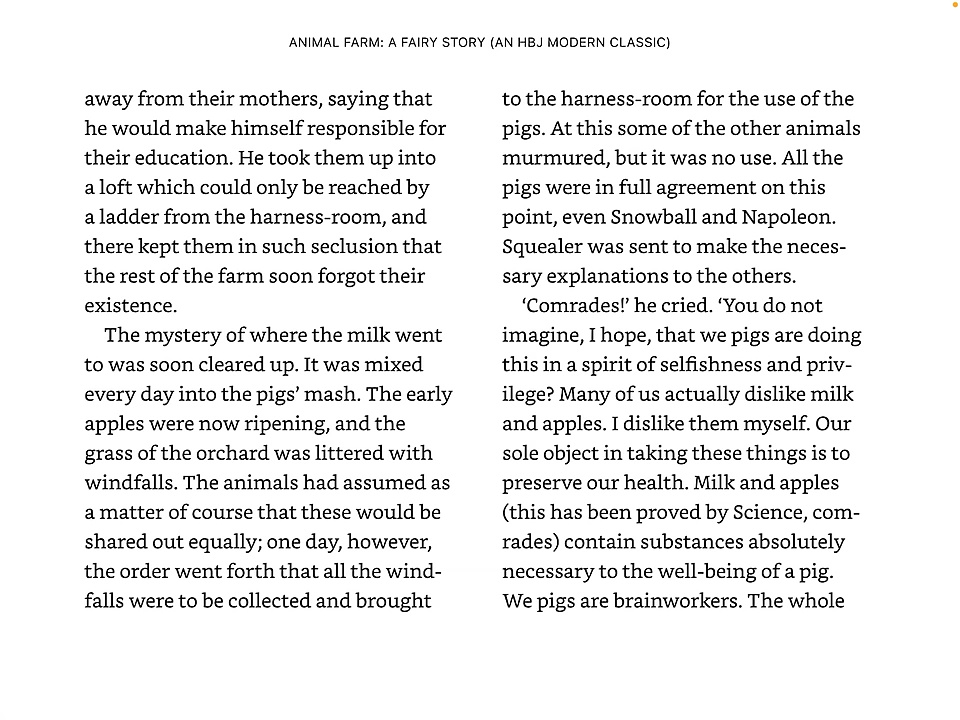 ANIMAL FARM: A FAIRY STORY (AN HBJ MODERN CLASSIC)
away from their mothers, saying that
he would make himself responsible for
their education. He took them up into
a loft which could only be reached by
a ladder from the harness-room, and
there kept them in such seclusion that
the rest of the farm soon forgot their
existence.
The mystery of where the milk went
to was soon cleared up. It was mixed
every day into the pigs’ mash. The early
apples were now ripening, and the
grass of the orchard was littered with
windfalls. The animals had assumed as
a matter of course that these would be
shared out equally; one day, however,
the order went forth that all the wind-
falls were to be collected and brought
to the harness-room for the use of the
pigs. At this some of the other animals
murmured, but it was no use. All the
pigs were in full agreement on this
point, even Snowball and Napoleon.
Squealer was sent to make the neces-
sary explanations to the others.
‘Comrades!’ he cried. ‘You do not
imagine, I hope, that we pigs are doing
this in a spirit of selfishness and priv-
ilege? Many of us actually dislike milk
and apples. I dislike them myself. Our
sole object in taking these things is to
preserve our health. Milk and apples
(this has been proved by Science, com-
rades) contain substances absolutely
necessary to the well-being of a pig.
We pigs are brainworkers. The whole